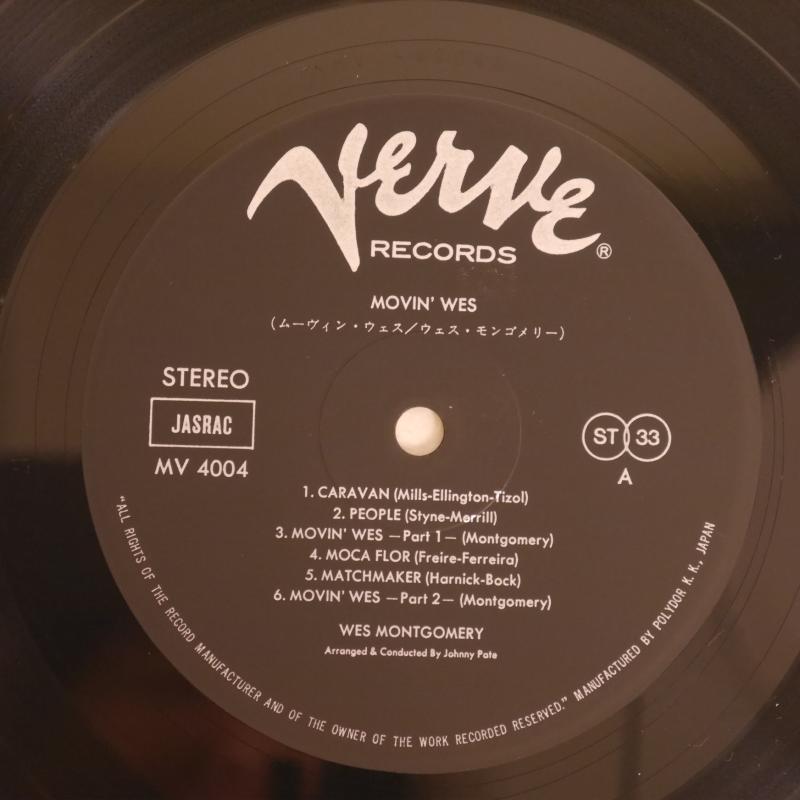 Verve
RECORDS ®
MOVIN' WES
(ムーヴィン・ウェス／ウェス・モンゴメリー)
STEREO
JASRAC
MV 4004
ST 33
A
1. CARAVAN (Mills-Ellington-Tizol)
2. PEOPLE (Styne-Merrill)
3. MOVIN' WES —Part 1— (Montgomery)
4. MOCA FLOR (Freire-Ferreira)
5. MATCHMAKER (Harnick-Bock)
6. MOVIN' WES —Part 2— (Montgomery)
WES MONTGOMERY
Arranged & Conducted By Johnny Pate
"ALL RIGHTS OF THE RECORD MANUFACTURER AND OF THE OWNER OF THE WORK RECORDED RESERVED." MANUFACTURED BY POLYDOR K. K., JAPAN